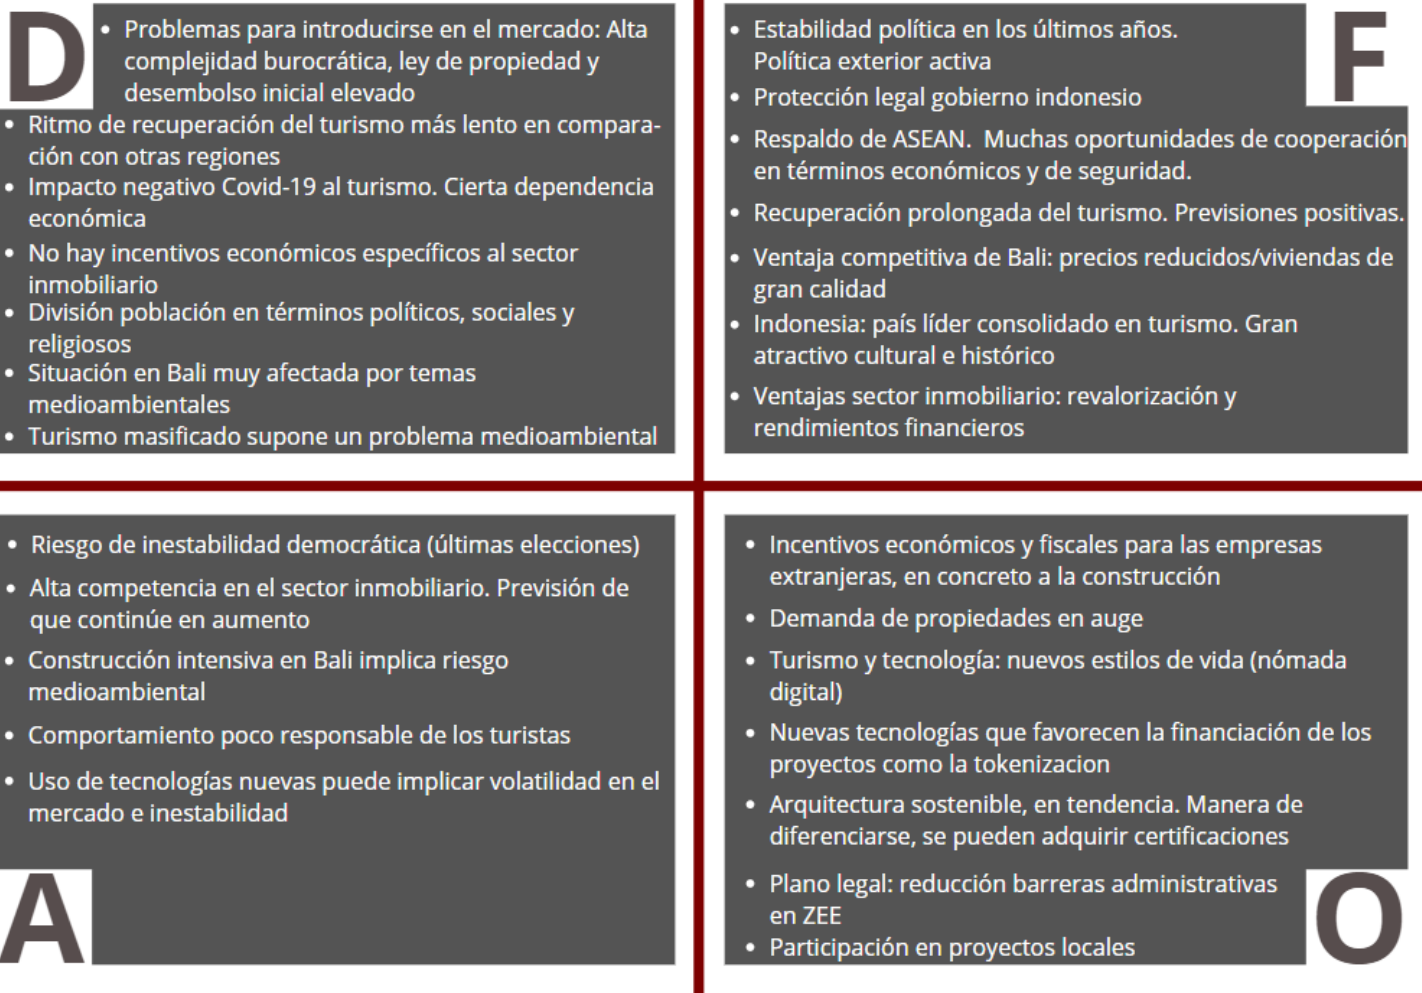 D
• Problemas para introducirse en el mercado: Alta
complejidad burocrática, ley de propiedad y
desembolso inicial elevado
• Ritmo de recuperación del turismo más lento en compara-
ción con otras regiones
• Impacto negativo Covid-19 al turismo. Cierta dependencia
económica
• No hay incentivos económicos específicos al sector
inmobiliario
• División población en términos políticos, sociales y
religiosos
• Situación en Bali muy afectada por temas
medioambientales
• Turismo masificado supone un problema medioambiental
F
• Estabilidad política en los últimos años.
Política exterior activa
• Protección legal gobierno indonesio
• Respaldo de ASEAN. Muchas oportunidades de cooperación
en términos económicos y de seguridad.
• Recuperación prolongada del turismo. Previsiones positivas.
• Ventaja competitiva de Bali: precios reducidos/viviendas de
gran calidad
• Indonesia: país líder consolidado en turismo. Gran
atractivo cultural e histórico
• Ventajas sector inmobiliario: revalorización y
rendimientos financieros
• Riesgo de inestabilidad democrática (últimas elecciones)
• Alta competencia en el sector inmobiliario. Previsión de
que continúe en aumento
• Construcción intensiva en Bali implica riesgo
medioambiental
• Comportamiento poco responsable de los turistas
• Uso de tecnologías nuevas puede implicar volatilidad en el
mercado e inestabilidad
A
• Incentivos económicos y fiscales para las empresas
extranjeras, en concreto a la construcción
• Demanda de propiedades en auge
• Turismo y tecnología: nuevos estilos de vida (nómada
digital)
• Nuevas tecnologías que favorecen la financiación de los
proyectos como la tokenizacion
• Arquitectura sostenible, en tendencia. Manera de
diferenciarse, se pueden adquirir certificaciones
• Plano legal: reducción barreras administrativas
en ZEE
• Participación en proyectos locales
O